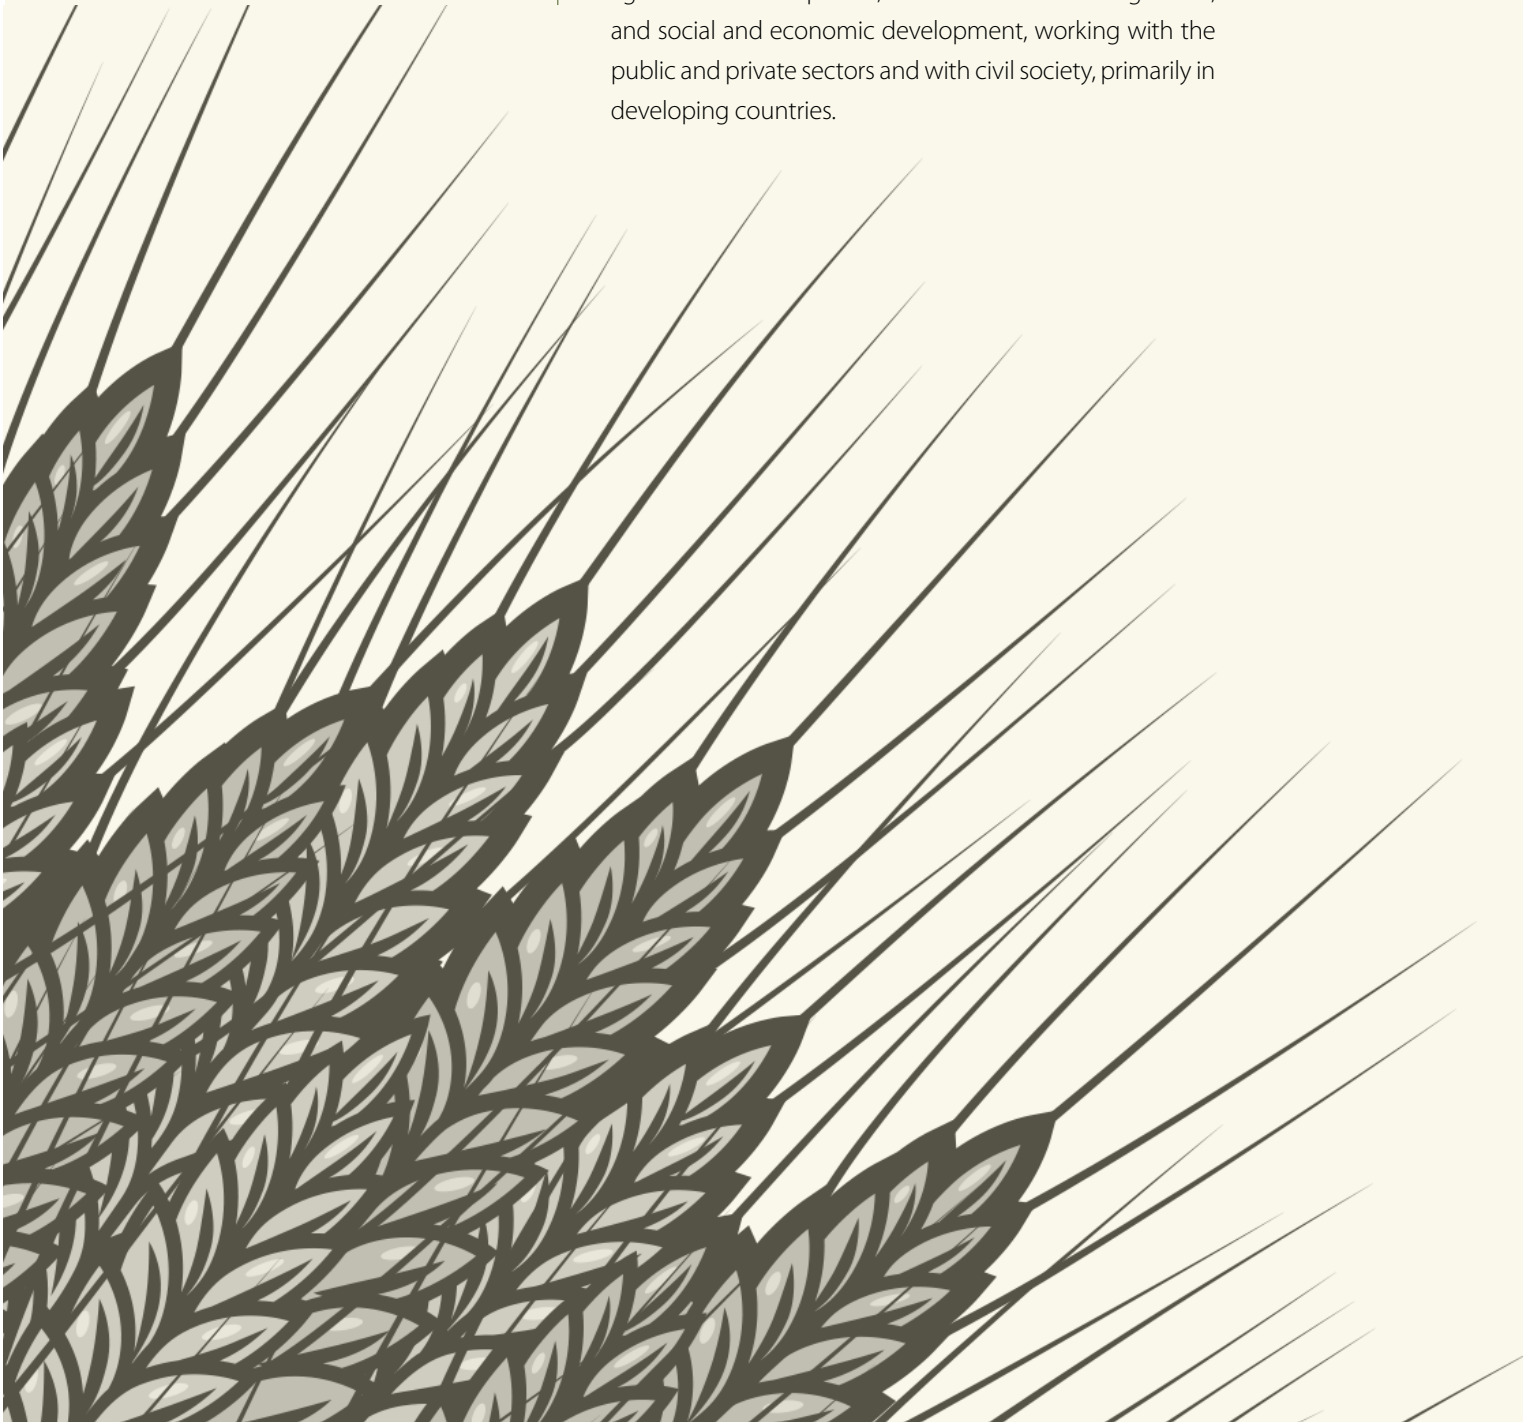 and social and economic development, working with the
public and private sectors and with civil society, primarily in
developing countries.